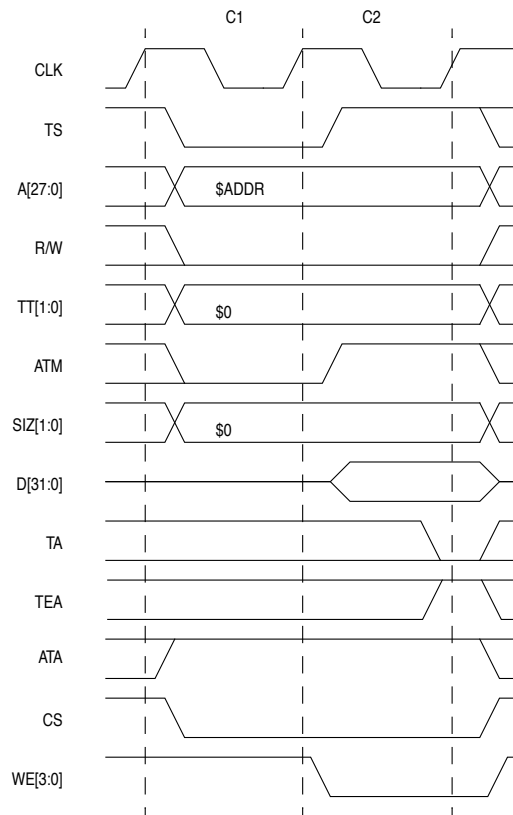 C1 C2
CLK
TS
A[27:0] $ADDR
R/W
TT[1:0] $0
ATM
SIZ[1:0] $0
D[31:0]
TA
TEA
ATA
CS
WE[3:0]